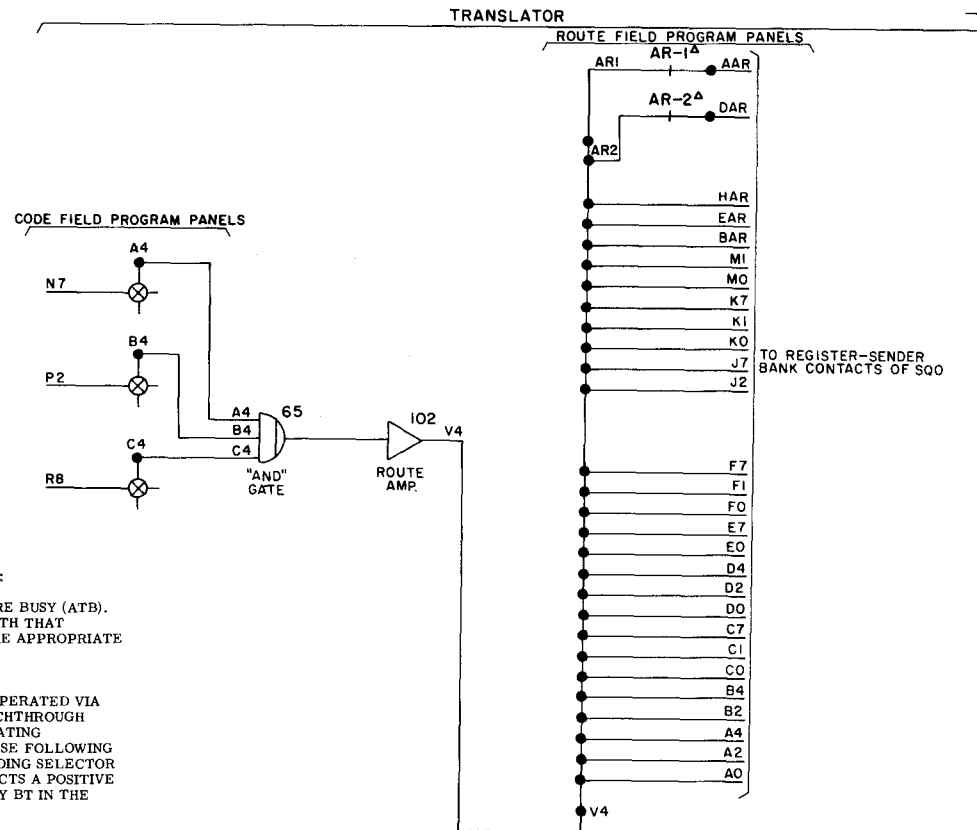 TRANSLATOR
ROUTE FIELD PROGRAM PANELS
AR1
AR-1Δ
AAR
AR-2Δ
DAR
AR2
HAR
EAR
BAR
M1
M0
K7
K1
K0
J7
J2
TO REGISTER-SENDER
BANK CONTACTS OF SQO
CODE FIELD PROGRAM PANELS
A4
N7
B4
P2
C4
R8
A4
B4
C4
65
"AND"
GATE
102
V4
ROUTE
AMP.
F7
F1
F0
E7
E0
D4
D2
D0
C7
C1
C0
B4
B2
A4
A2
A0
V4
:
RE BUSY (ATB).
TH THAT
E APPROPRIATE
PERATED VIA
CHTHROUGH
ATING
SE FOLLOWING
DING SELECTOR
CTS A POSITIVE
Y BT IN THE